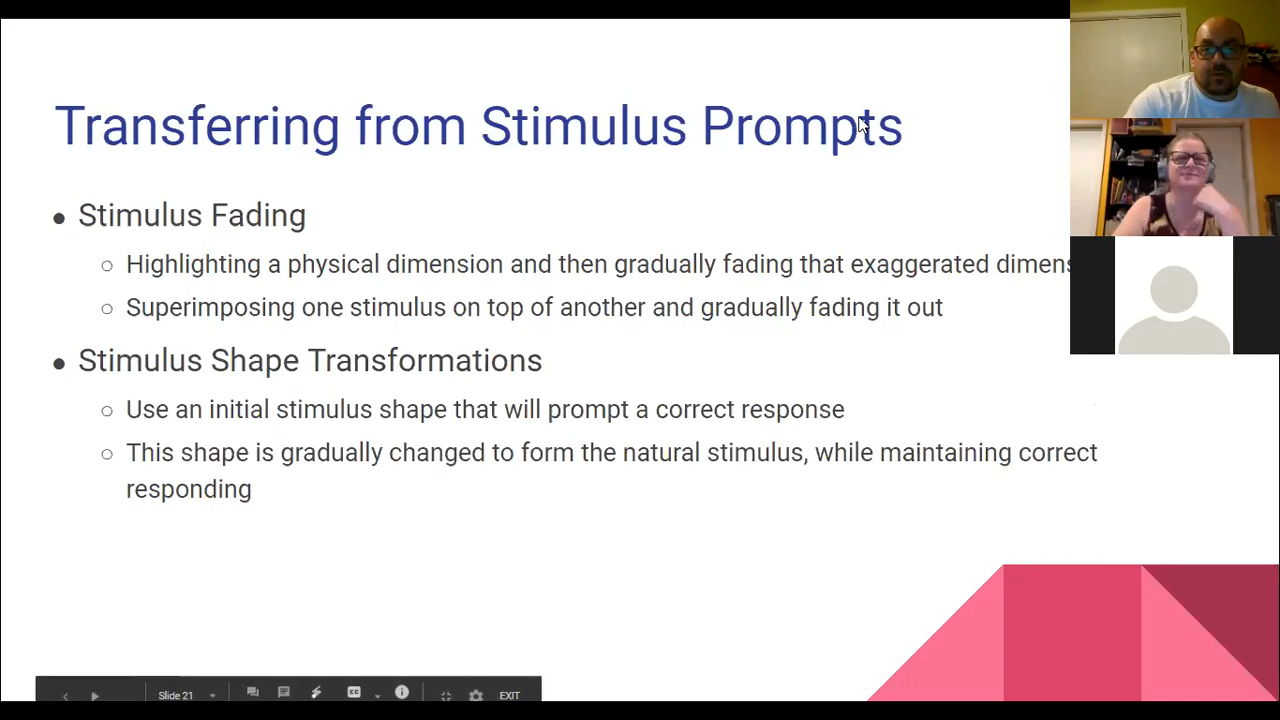 Transferring from Stimulus Prompts
● Stimulus Fading
○ Highlighting a physical dimension and then gradually fading that exaggerated
○ Superimposing one stimulus on top of another and gradually fading it out
● Stimulus Shape Transformations
○ Use an initial stimulus shape that will prompt a correct response
○ This shape is gradually changed to form the natural stimulus, while maintaining correct
responding
Slide 21
CC
EXIT